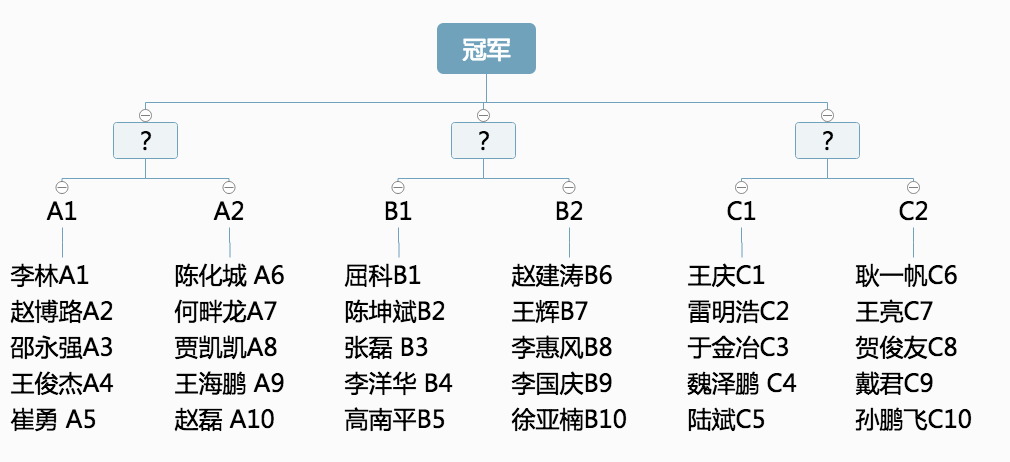 冠军
?
?
?
A1
A2
B1
B2
C1
C2
李林A1
赵博路A2
邵永强A3
王俊杰A4
崔勇 A5
陈化城 A6
何畔龙A7
贾凯凯A8
王海鹏 A9
赵磊 A10
屈科B1
陈坤斌B2
张磊 B3
李洋华 B4
高南平B5
赵建涛B6
王辉B7
李惠风B8
李国庆B9
徐亚楠B10
王庆C1
雷明浩C2
于金冶C3
魏泽鹏 C4
陆斌C5
耿一帆C6
王亮C7
贺俊友C8
戴君C9
孙鹏飞C10